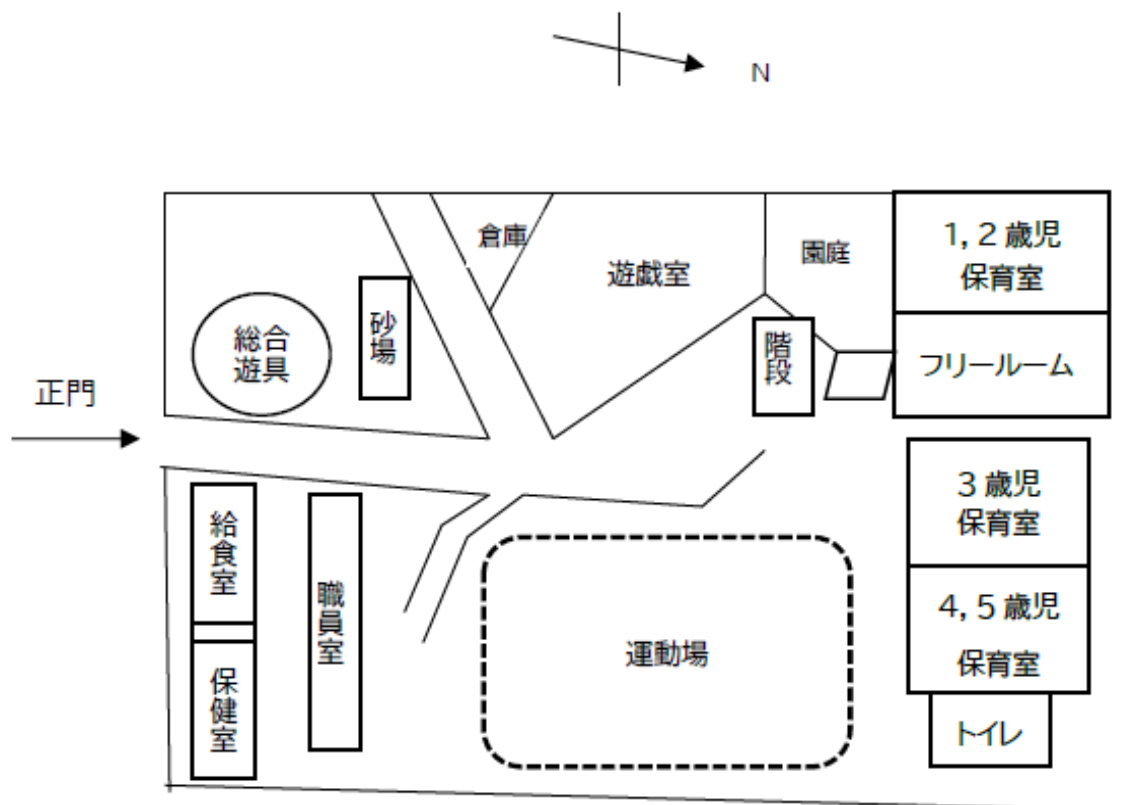 N
倉庫
遊戯室
園庭
1,2歳児
保育室
砂場
総合
遊具
階段
フリールーム
正門
3歳児
保育室
給食室
職員室
4,5歳児
保育室
運動場
保健室
トイレ